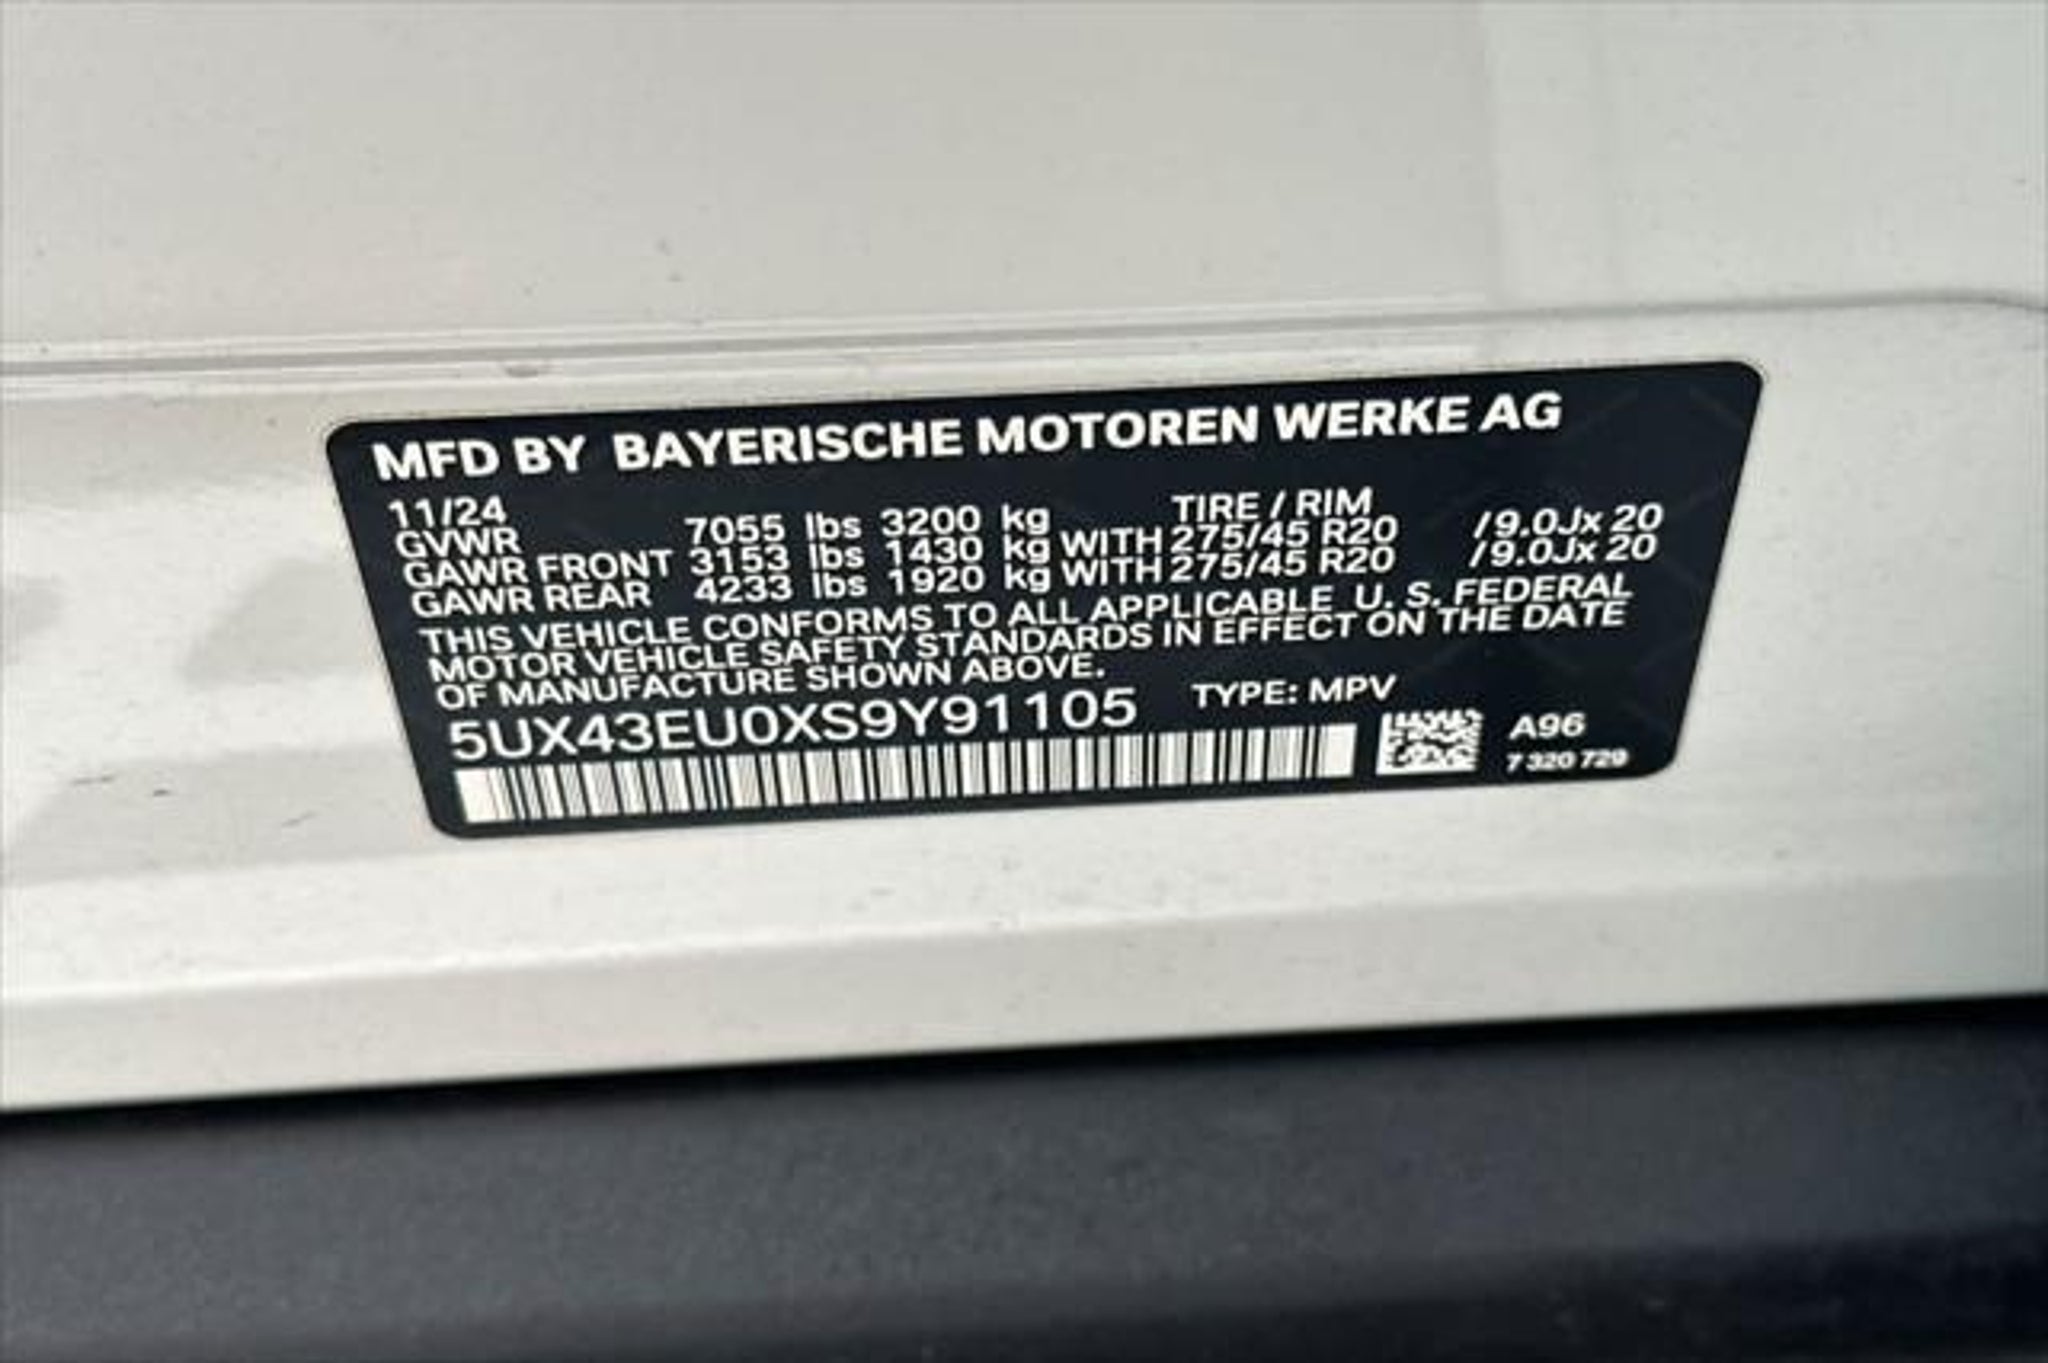 MFD BY BAYERISCHE MOTOREN WERKE AG
11/24 TIRE / RIM
GVWR 7055 lbs 3200 kg
GAWR FRONT 3153 lbs 1430 kg WITH 275/45 R20 /9.0Jx 20
GAWR REAR 4233 lbs 1920 kg WITH 275/45 R20 /9.0Jx 20
THIS VEHICLE CONFORMS TO ALL APPLICABLE U. S. FEDERAL
MOTOR VEHICLE SAFETY STANDARDS IN EFFECT ON THE DATE
OF MANUFACTURE SHOWN ABOVE.
5UX43EU0XS9Y91105 TYPE: MPV
A96
7 320 729